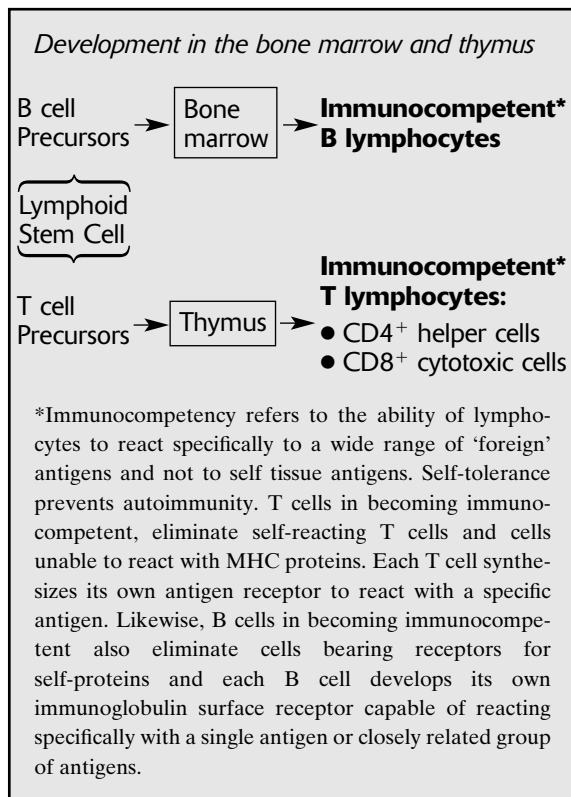 Development in the bone marrow and thymus
B cell
Precursors
Bone
marrow
Immunocompetent*
B lymphocytes
Lymphoid
Stem Cell
T cell
Precursors
Thymus
Immunocompetent*
T lymphocytes:
● CD4⁺ helper cells
● CD8⁺ cytotoxic cells
*Immunocompetency refers to the ability of lympho-
cytes to react specifically to a wide range of ‘foreign’
antigens and not to self tissue antigens. Self-tolerance
prevents autoimmunity. T cells in becoming immuno-
competent, eliminate self-reacting T cells and cells
unable to react with MHC proteins. Each T cell synthe-
sizes its own antigen receptor to react with a specific
antigen. Likewise, B cells in becoming immunocompe-
tent also eliminate cells bearing receptors for
self-proteins and each B cell develops its own
immunoglobulin surface receptor capable of reacting
specifically with a single antigen or closely related group
of antigens.